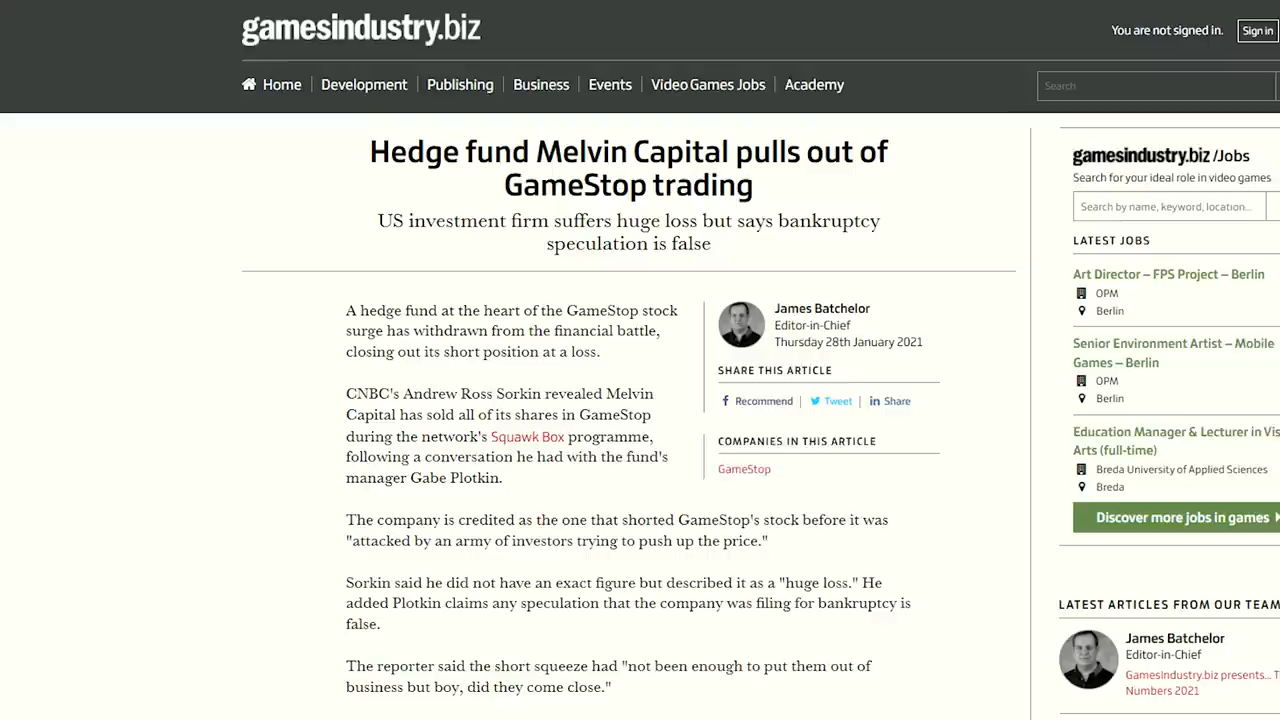 gamesindustry.biz
You are not signed in.
Sign in
Home
Development
Publishing
Business
Events
Video Games Jobs
Academy
Search
Hedge fund Melvin Capital pulls out of
GameStop trading
US investment firm suffers huge loss but says bankruptcy
speculation is false
A hedge fund at the heart of the GameStop stock
surge has withdrawn from the financial battle,
closing out its short position at a loss.
CNBC's Andrew Ross Sorkin revealed Melvin
Capital has sold all of its shares in GameStop
during the network's Squawk Box programme,
following a conversation he had with the fund's
manager Gabe Plotkin.
The company is credited as the one that shorted GameStop's stock before it was
"attacked by an army of investors trying to push up the price."
Sorkin said he did not have an exact figure but described it as a "huge loss." He
added Plotkin claims any speculation that the company was filing for bankruptcy is
false.
The reporter said the short squeeze had "not been enough to put them out of
business but boy, did they come close."
James Batchelor
Editor-in-Chief
Thursday 28th January 2021
SHARE THIS ARTICLE
Recommend
Tweet
Share
COMPANIES IN THIS ARTICLE
GameStop
gamesindustry.biz /Jobs
Search for your ideal role in video games
Search by name, keyword, location...
LATEST JOBS
Art Director – FPS Project – Berlin
OPM
Berlin
Senior Environment Artist – Mobile
Games – Berlin
OPM
Berlin
Education Manager & Lecturer in Vis
Arts (full-time)
Breda University of Applied Sciences
Breda
Discover more jobs in games
LATEST ARTICLES FROM OUR TEAM
James Batchelor
Editor-in-Chief
GamesIndustry.biz presents... T
Numbers 2021